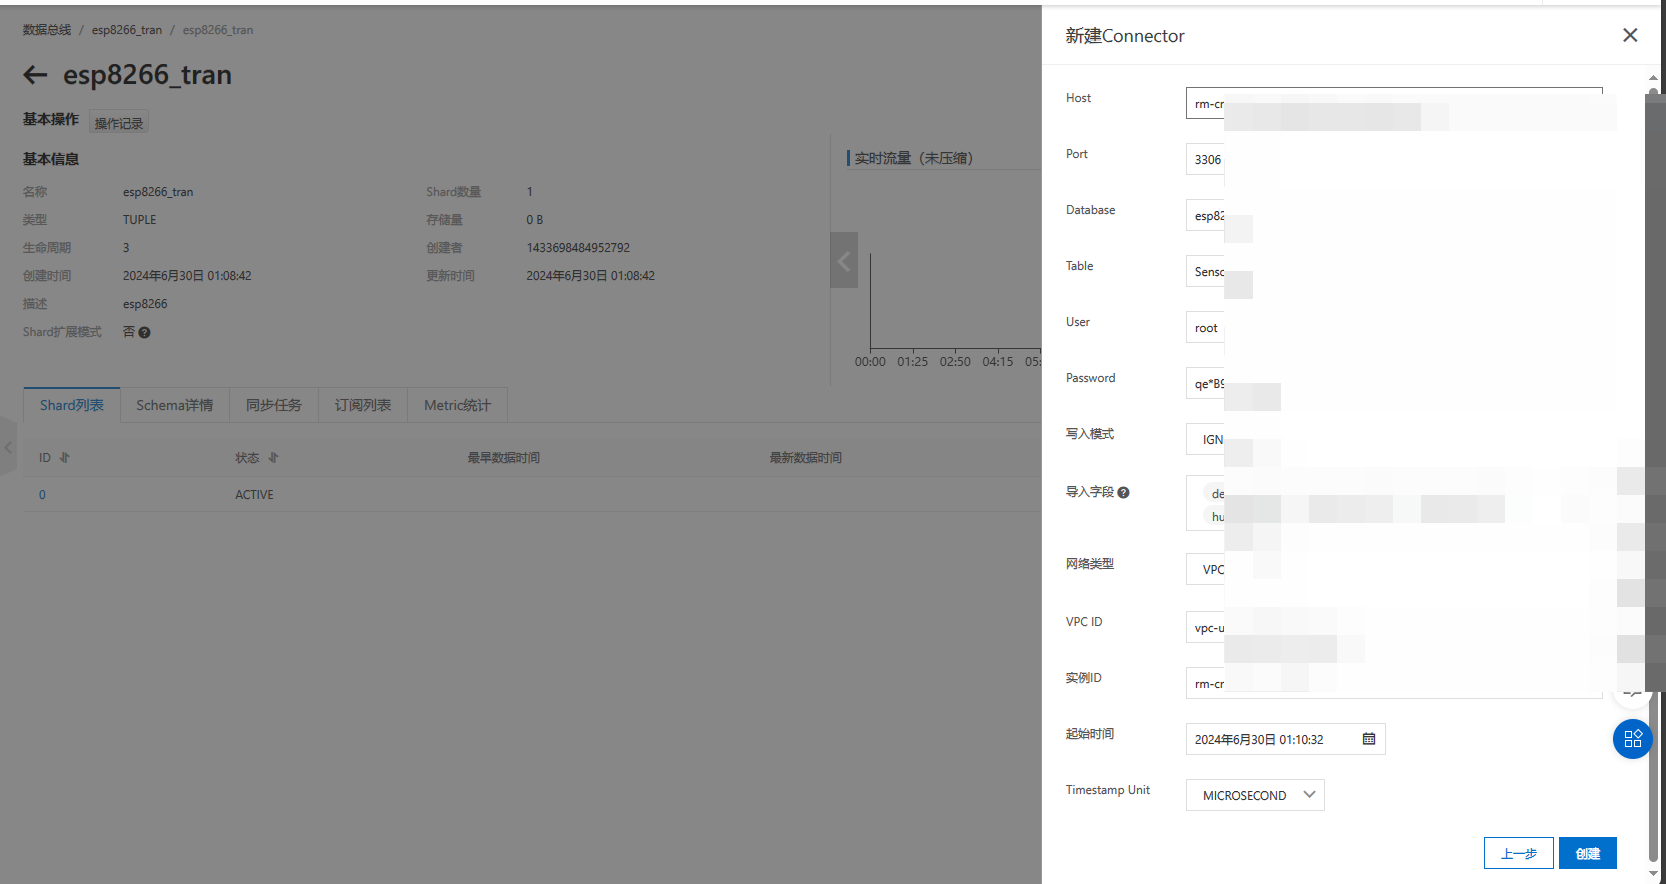 数据总线 / esp8266_tran / esp8266_tran
esp8266_tran
基本操作 操作记录
基本信息
名称 esp8266_tran Shard数量 1
类型 TUPLE 存储量 0 B
生命周期 3 创建者 1433698484952792
创建时间 2024年6月30日 01:08:42 更新时间 2024年6月30日 01:08:42
描述 esp8266
Shard扩展模式 否
实时流量（未压缩）
00:00 01:25 02:50 04:15 05:
Shard列表 Schema详情 同步任务 订阅列表 Metric统计
ID 状态 最早数据时间 最新数据时间
0 ACTIVE
新建Connector
Host rm-cr
Port 3306
Database esp82
Table Senso
User root
Password qe*B9
写入模式 IGN
导入字段 de
hu
网络类型 VPC
VPC ID vpc-u
实例ID rm-cr
起始时间 2024年6月30日 01:10:32
Timestamp Unit MICROSECOND
上一步 创建